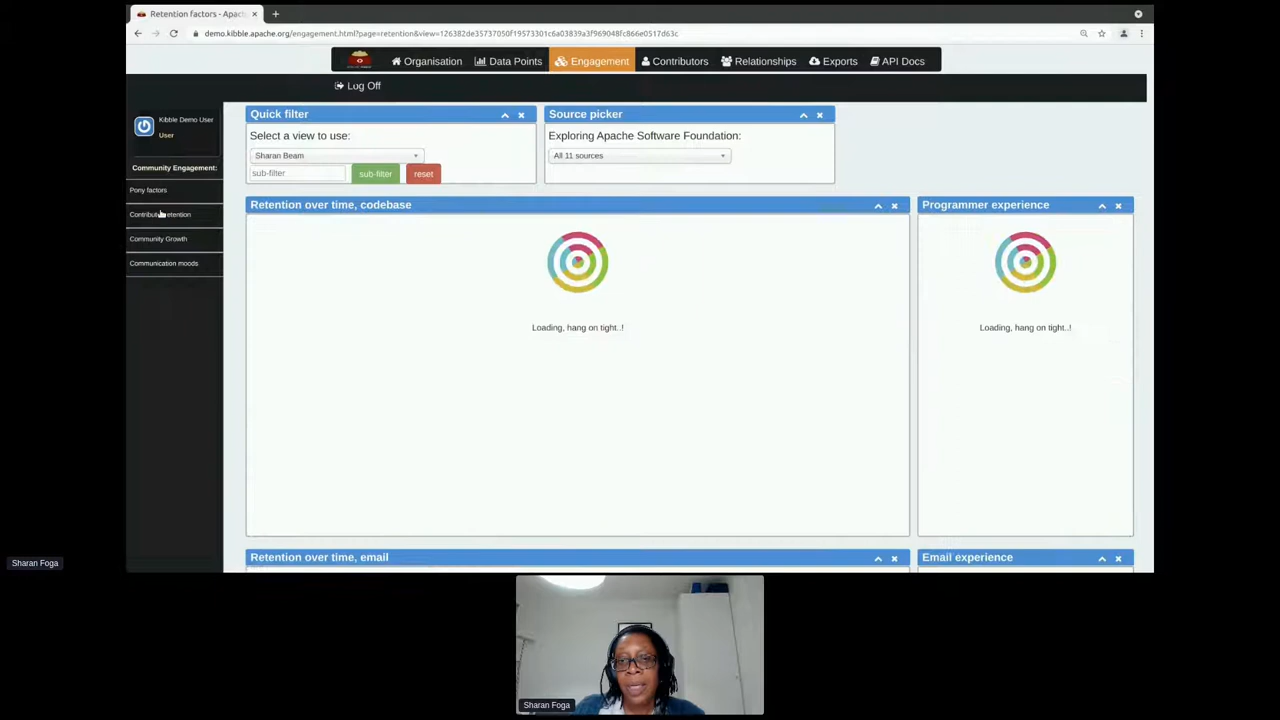 Retention factors - Apac
demo.kibble.apache.org/engagement.html?page=retention&view=126382de35737050f19573301c6a03839a3f969048fc866e0517d63c
Organisation Data Points Engagement Contributors Relationships Exports API Docs
Log Off
Kibble Demo User
User
Community Engagement:
Pony factors
Community Growth
Communication moods
Quick filter
Select a view to use:
Sharan Beam
sub-filter sub-filter reset
Source picker
Exploring Apache Software Foundation:
All 11 sources
Retention over time, codebase
Loading, hang on tight..!
Programmer experience
Loading, hang on tight..!
Retention over time, email
Email experience
Sharan Foga
Sharan Foga